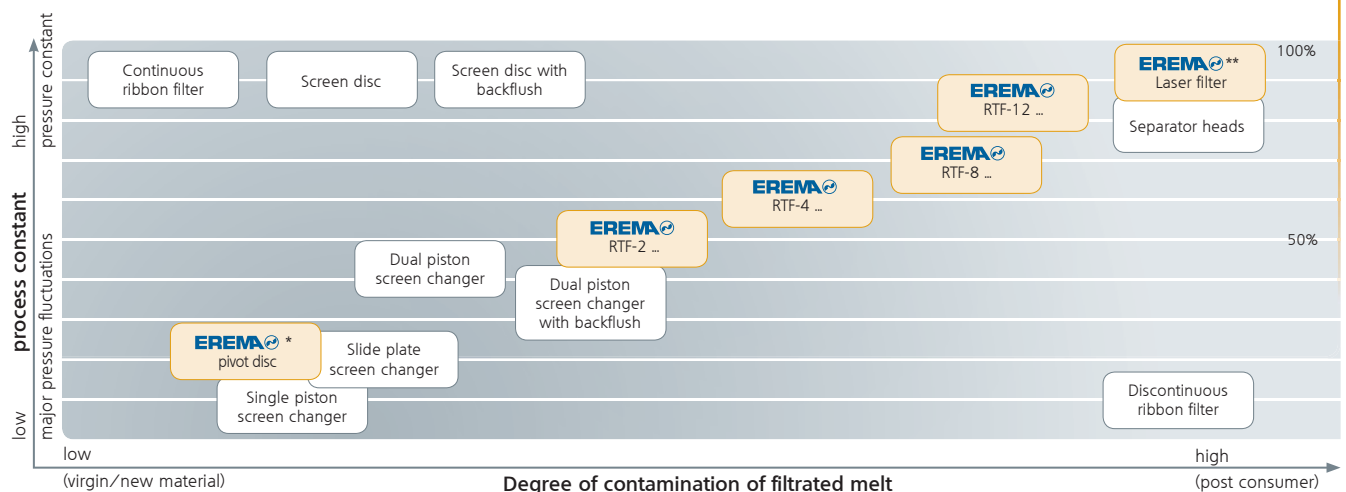 pressure constant
high
process constant
major pressure fluctuations
low
100%
50%
Continuous
ribbon filter
Screen disc
Screen disc with
backflush
EREMA **
Laser filter
EREMA
RTF-12 ...
Separator heads
EREMA
RTF-8 ...
EREMA
RTF-4 ...
EREMA
RTF-2 ...
Dual piston
screen changer
Dual piston
screen changer
with backflush
EREMA *
pivot disc
Slide plate
screen changer
Single piston
screen changer
Discontinuous
ribbon filter
low
(virgin/new material)
Degree of contamination of filtrated melt
high
(post consumer)